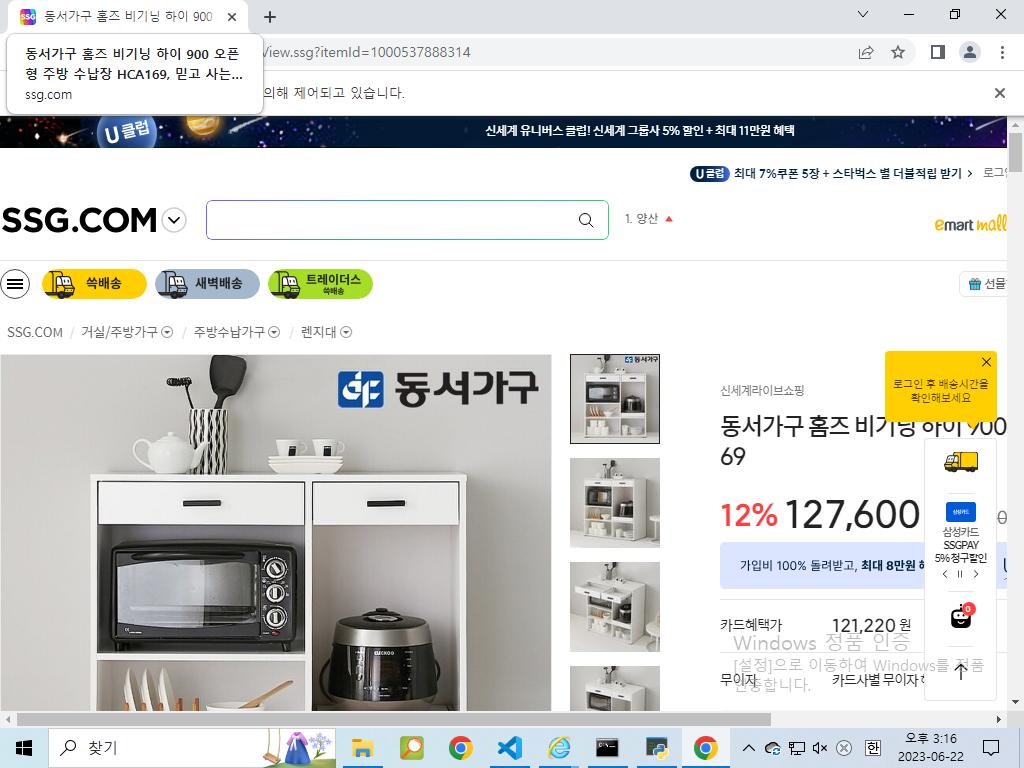 동서가구 홈즈 비기닝 하이 900
동서가구 홈즈 비기닝 하이 900 오픈
형 주방 수납장 HCA169, 믿고 사는...
ssg.com
View.ssg?itemId=1000537888314
의해 제어되고 있습니다.
U 클럽
신세계 유니버스 클럽! 신세계 그룹사 5% 할인 + 최대 11만원 혜택
U 클럽 최대 7%쿠폰 5장 + 스타벅스 별 더블적립 받기 > 로그인
SSG.COM
1. 양산
emart mall
쓱배송
새벽배송
트레이더스
쓱배송
선물
SSG.COM / 거실/주방가구 / 주방수납가구 / 렌지대
동서가구
CUCKOO
동서가구
신세계라이브쇼핑
로그인 후 배송시간을
확인해보세요
동서가구 홈즈 비기닝 하이 900
69
12% 127,600
가입비 100% 돌려받고, 최대 8만원
삼성카드
삼성카드
SSGPAY
5% 청구할인
0
카드혜택가 121,220 원
무이자 카드사별 무이자
Windows 정품 인증
[설정]으로 이동하여 Windows를 정품
인증합니다.
찾기
한
오후 3:16
2023-06-22